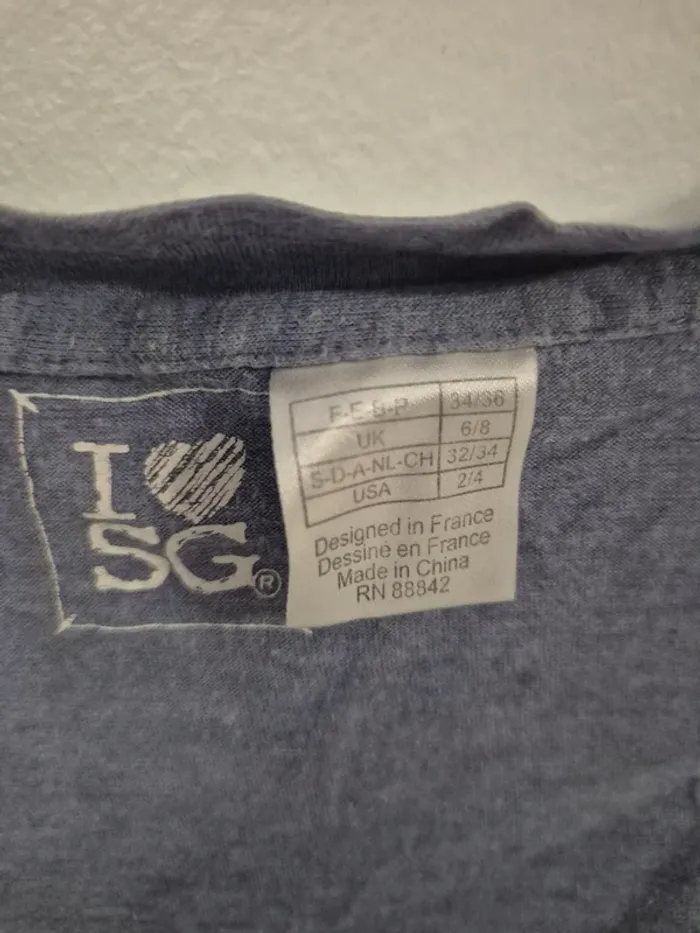 I
SG®
F-E-B-P 34/36
UK 6/8
S-D-A-NL-CH 32/34
USA 2/4
Designed in France
Dessiné en France
Made in China
RN 88842